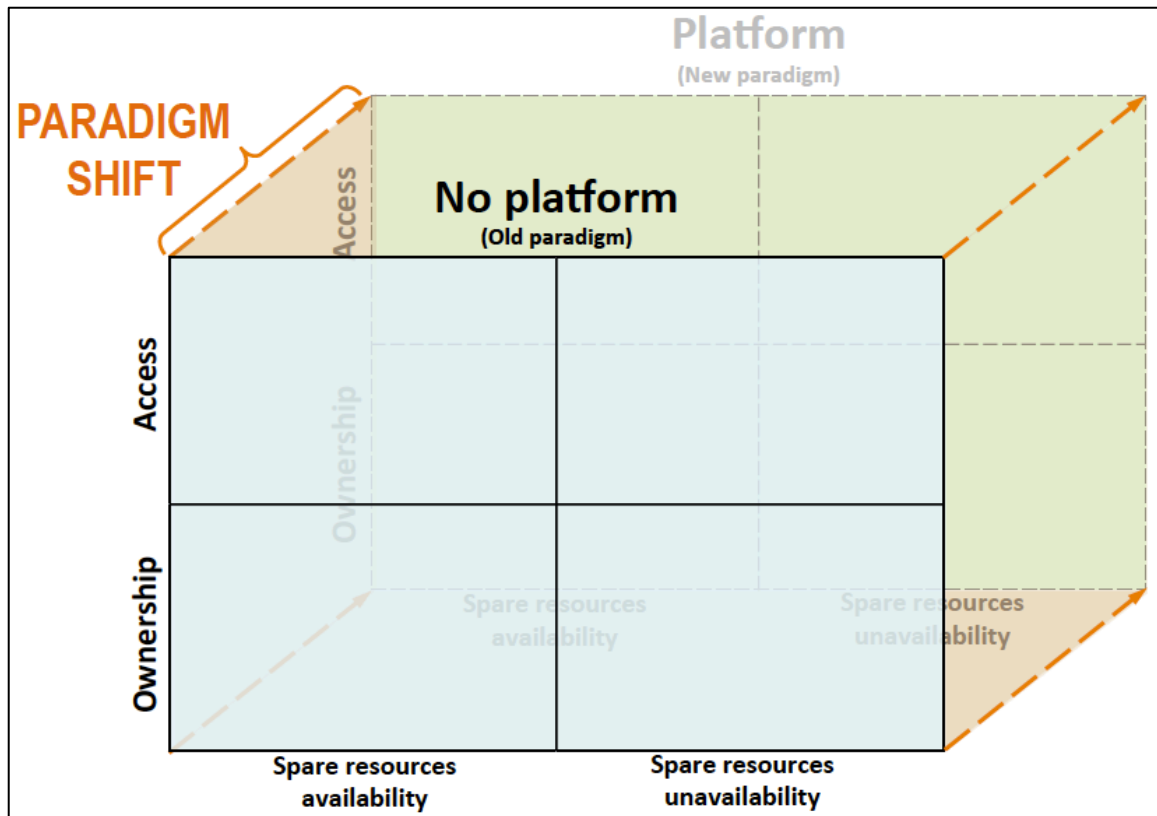 Platform
(New paradigm)
PARADIGM
SHIFT
No platform
(Old paradigm)
Access
Ownership
Access
Ownership
Spare resources
availability
Spare resources
unavailability
Spare resources
availability
Spare resources
unavailability